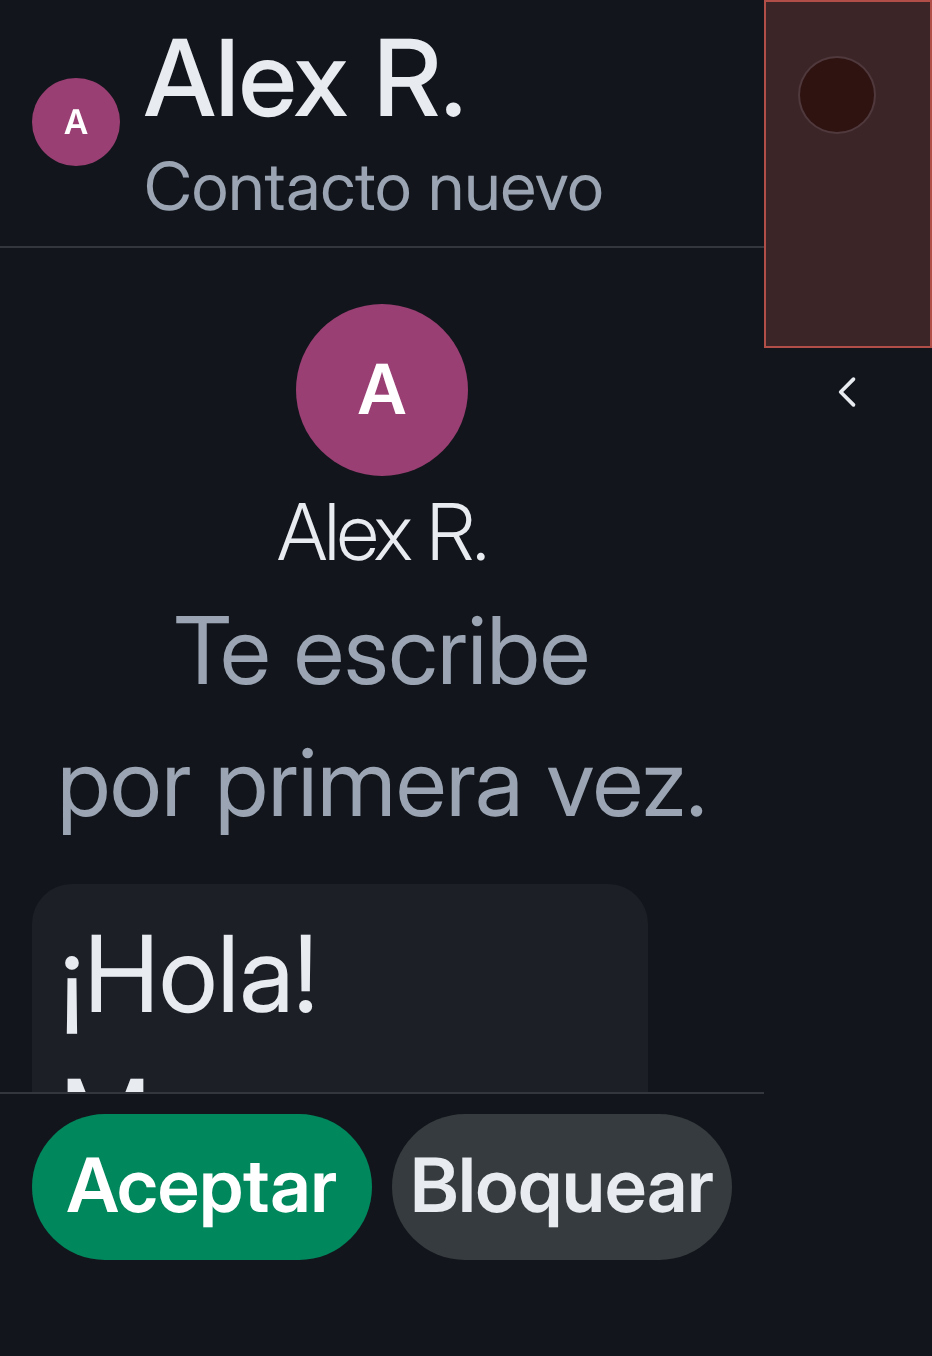 A
Alex R.
Contacto nuevo
A
Alex R.
Te escribe
por primera vez.
¡Hola!
Aceptar
Bloquear